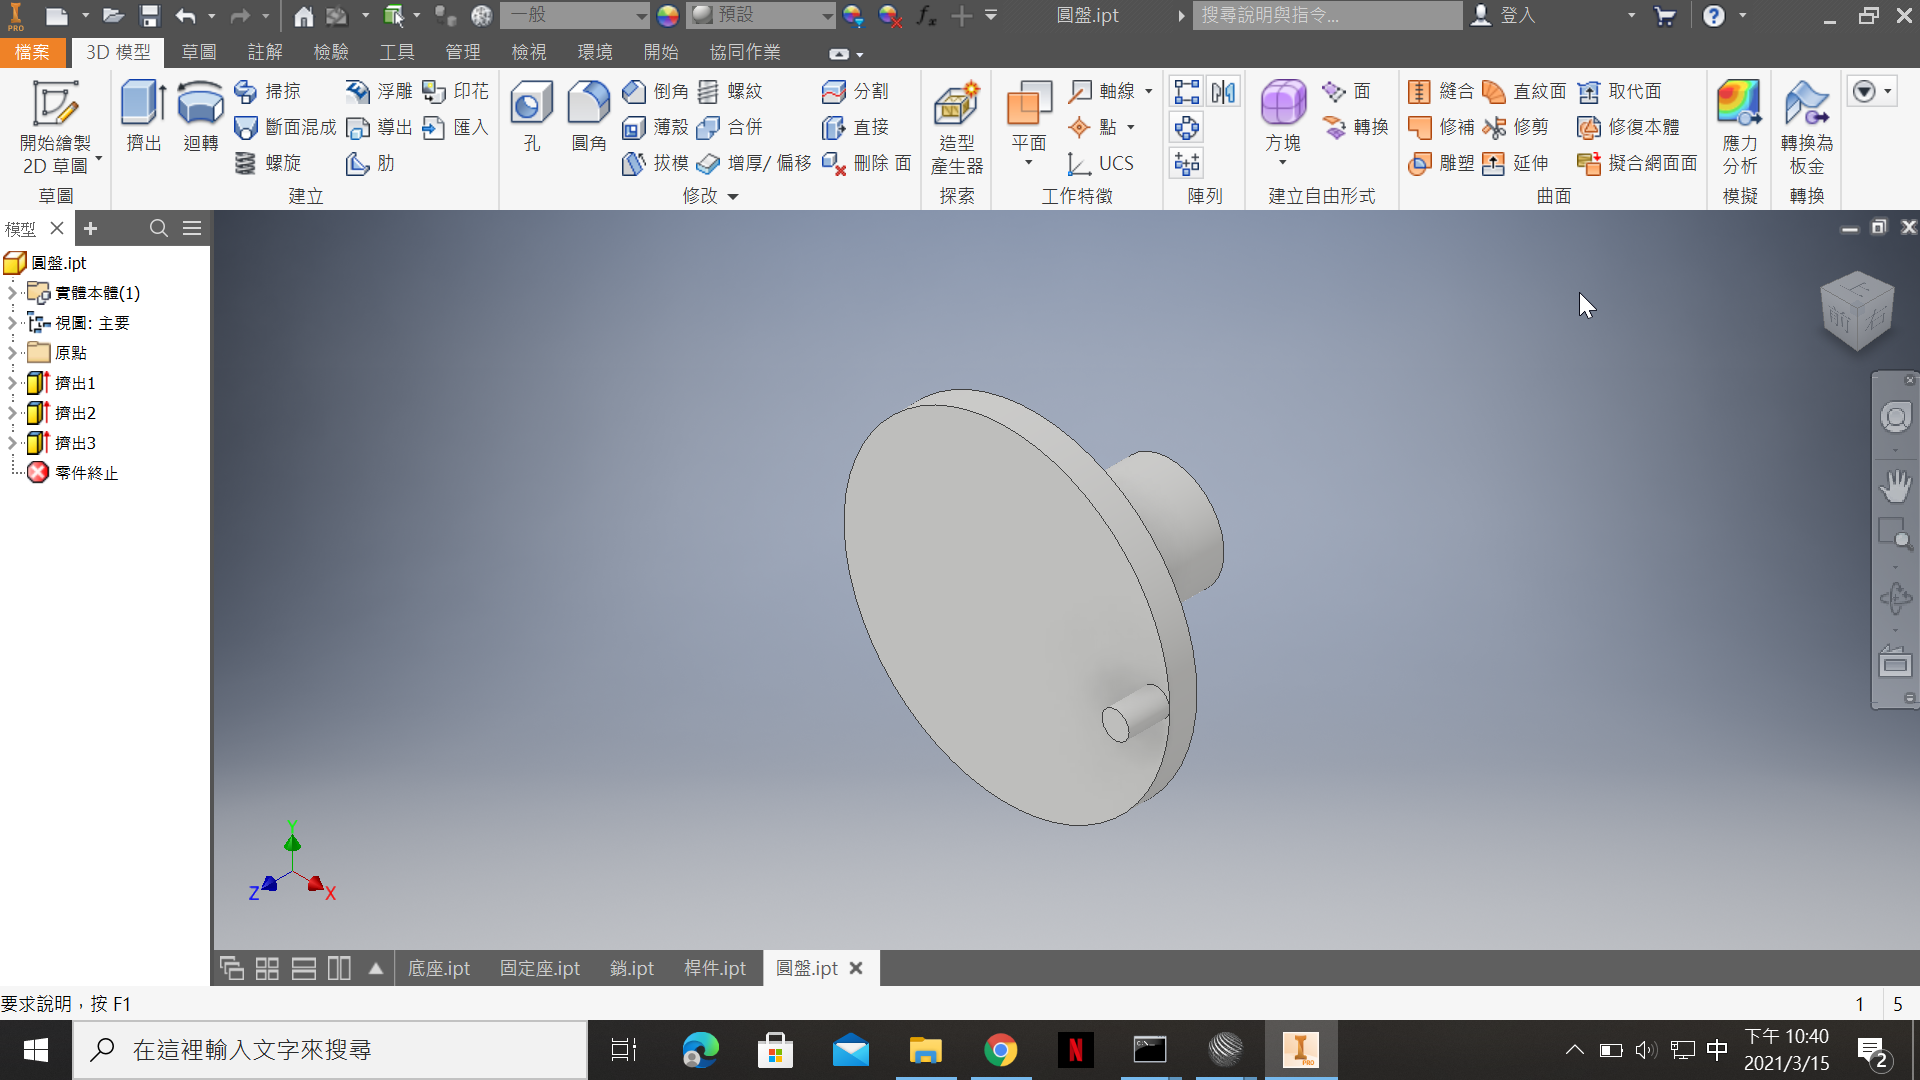 PRO
一般
預設
fx
圓盤.ipt
搜尋說明與指令...
登入
檔案
3D 模型
草圖
註解
檢驗
工具
管理
檢視
環境
開始
協同作業
開始繪製
2D 草圖
草圖
擠出
迴轉
掃掠
斷面混成
螺旋
浮雕
導出
肋
印花
匯入
建立
孔
圓角
倒角
薄殼
拔模
螺紋
合併
增厚/ 偏移
分割
直接
刪除 面
修改
造型
產生器
探索
平面
軸線
點
UCS
工作特徵
陣列
方塊
面
轉換
建立自由形式
縫合
修補
雕塑
直紋面
修剪
延伸
取代面
修復本體
擬合網面面
曲面
應力
分析
模擬
轉換為
板金
轉換
模型
圓盤.ipt
實體本體(1)
視圖: 主要
原點
擠出1
擠出2
擠出3
零件終止
上
前
右
Y
Z
X
底座.ipt
固定座.ipt
銷.ipt
桿件.ipt
圓盤.ipt
要求說明，按 F1
1
5
在這裡輸入文字來搜尋
N
I
PRO
中
下午 10:40
2021/3/15
2